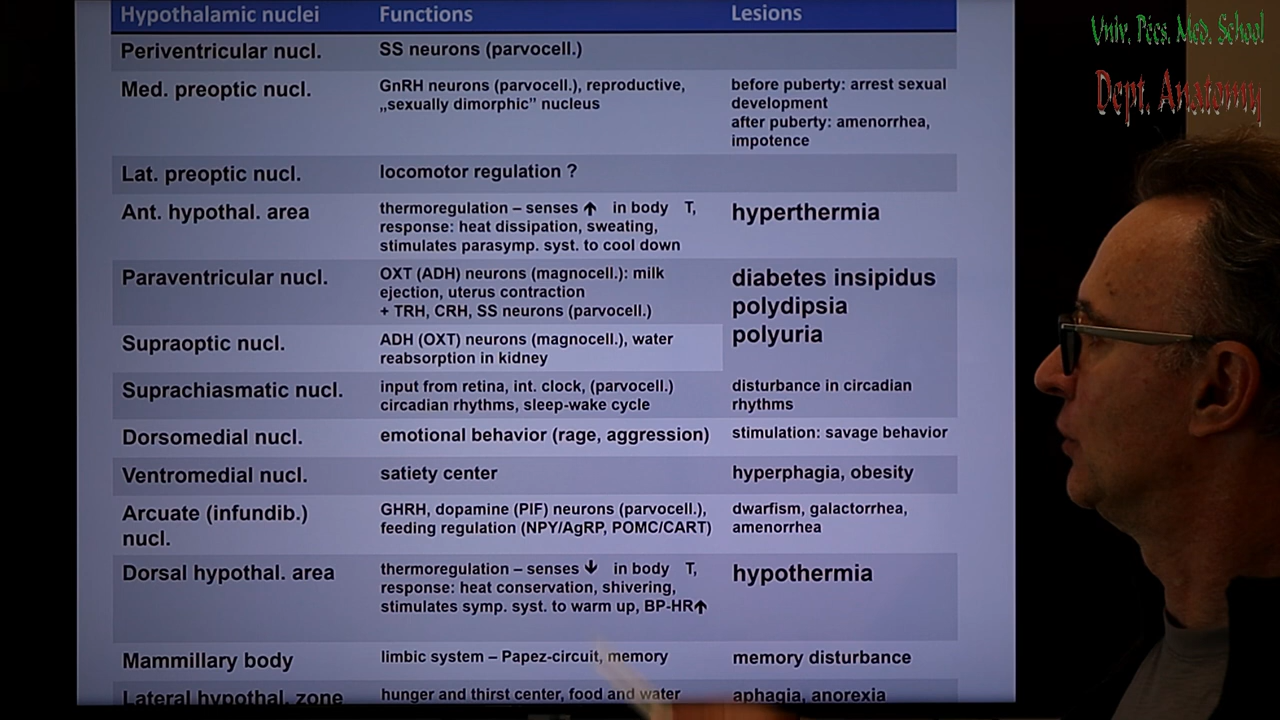 Univ. Pécs. Med. School
Dept. Anatomy
Hypothalamic nuclei Functions Lesions
Periventricular nucl. SS neurons (parvocell.)
Med. preoptic nucl. GnRH neurons (parvocell.), reproductive, before puberty: arrest sexual
„sexually dimorphic” nucleus development
after puberty: amenorrhea,
impotence
Lat. preoptic nucl. locomotor regulation ?
Ant. hypothal. area thermoregulation – senses ↑ in body T, hyperthermia
response: heat dissipation, sweating,
stimulates parasymp. syst. to cool down
Paraventricular nucl. OXT (ADH) neurons (magnocell.): milk diabetes insipidus
ejection, uterus contraction polydipsia
+ TRH, CRH, SS neurons (parvocell.) polyuria
Supraoptic nucl. ADH (OXT) neurons (magnocell.), water
reabsorption in kidney
Suprachiasmatic nucl. input from retina, int. clock, (parvocell.) disturbance in circadian
circadian rhythms, sleep-wake cycle rhythms
Dorsomedial nucl. emotional behavior (rage, aggression) stimulation: savage behavior
Ventromedial nucl. satiety center hyperphagia, obesity
Arcuate (infundib.) GHRH, dopamine (PIF) neurons (parvocell.), dwarfism, galactorrhea,
nucl. feeding regulation (NPY/AgRP, POMC/CART) amenorrhea
Dorsal hypothal. area thermoregulation – senses ↓ in body T, hypothermia
response: heat conservation, shivering,
stimulates symp. syst. to warm up, BP-HR↑
Mammillary body limbic system – Papez-circuit, memory memory disturbance
Lateral hypothal. zone hunger and thirst center, food and water aphagia, anorexia